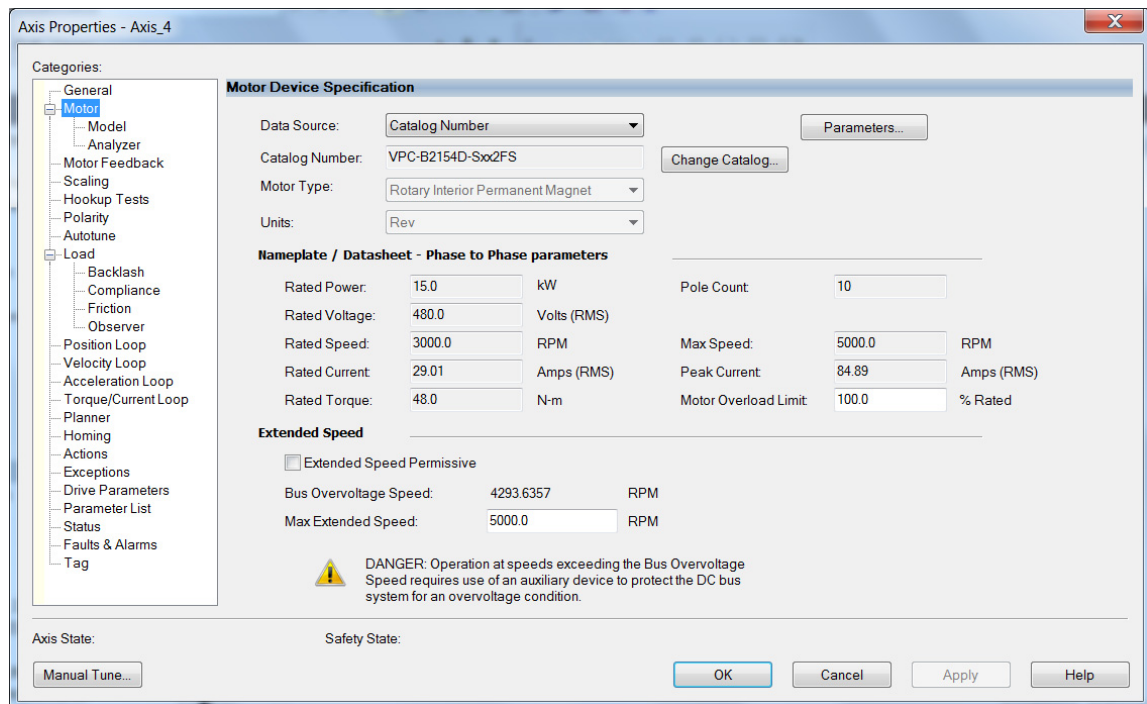 Axis Properties - Axis_4
Categories:
General
Motor
Model
Analyzer
Motor Feedback
Scaling
Hookup Tests
Polarity
Autotune
Load
Backlash
Compliance
Friction
Observer
Position Loop
Velocity Loop
Acceleration Loop
Torque/Current Loop
Planner
Homing
Actions
Exceptions
Drive Parameters
Parameter List
Status
Faults & Alarms
Tag
Motor Device Specification
Data Source: Catalog Number Parameters...
Catalog Number: VPC-B2154D-Sxx2FS Change Catalog...
Motor Type: Rotary Interior Permanent Magnet
Units: Rev
Nameplate / Datasheet - Phase to Phase parameters
Rated Power: 15.0 kW Pole Count: 10
Rated Voltage: 480.0 Volts (RMS)
Rated Speed: 3000.0 RPM Max Speed: 5000.0 RPM
Rated Current: 29.01 Amps (RMS) Peak Current: 84.89 Amps (RMS)
Rated Torque: 48.0 N-m Motor Overload Limit: 100.0 % Rated
Extended Speed
Extended Speed Permissive
Bus Overvoltage Speed: 4293.6357 RPM
Max Extended Speed: 5000.0 RPM
DANGER: Operation at speeds exceeding the Bus Overvoltage
Speed requires use of an auxiliary device to protect the DC bus
system for an overvoltage condition.
Axis State: Safety State:
Manual Tune... OK Cancel Apply Help